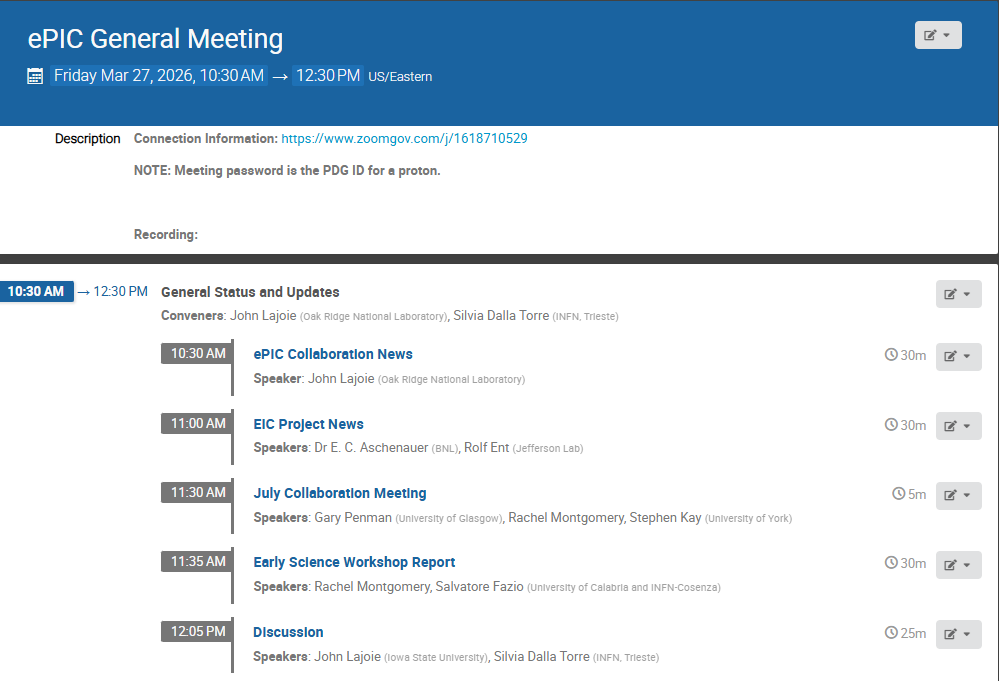 ePIC General Meeting
Friday Mar 27, 2026, 10:30 AM → 12:30 PM US/Eastern
Description Connection Information: https://www.zoomgov.com/j/1618710529
NOTE: Meeting password is the PDG ID for a proton.
Recording:
10:30 AM → 12:30 PM General Status and Updates
Conveners: John Lajoie (Oak Ridge National Laboratory), Silvia Dalla Torre (INFN, Trieste)
10:30 AM ePIC Collaboration News 30m
Speaker: John Lajoie (Oak Ridge National Laboratory)
11:00 AM EIC Project News 30m
Speakers: Dr E. C. Aschenauer (BNL), Rolf Ent (Jefferson Lab)
11:30 AM July Collaboration Meeting 5m
Speakers: Gary Penman (University of Glasgow), Rachel Montgomery, Stephen Kay (University of York)
11:35 AM Early Science Workshop Report 30m
Speakers: Rachel Montgomery, Salvatore Fazio (University of Calabria and INFN-Cosenza)
12:05 PM Discussion 25m
Speakers: John Lajoie (Iowa State University), Silvia Dalla Torre (INFN, Trieste)